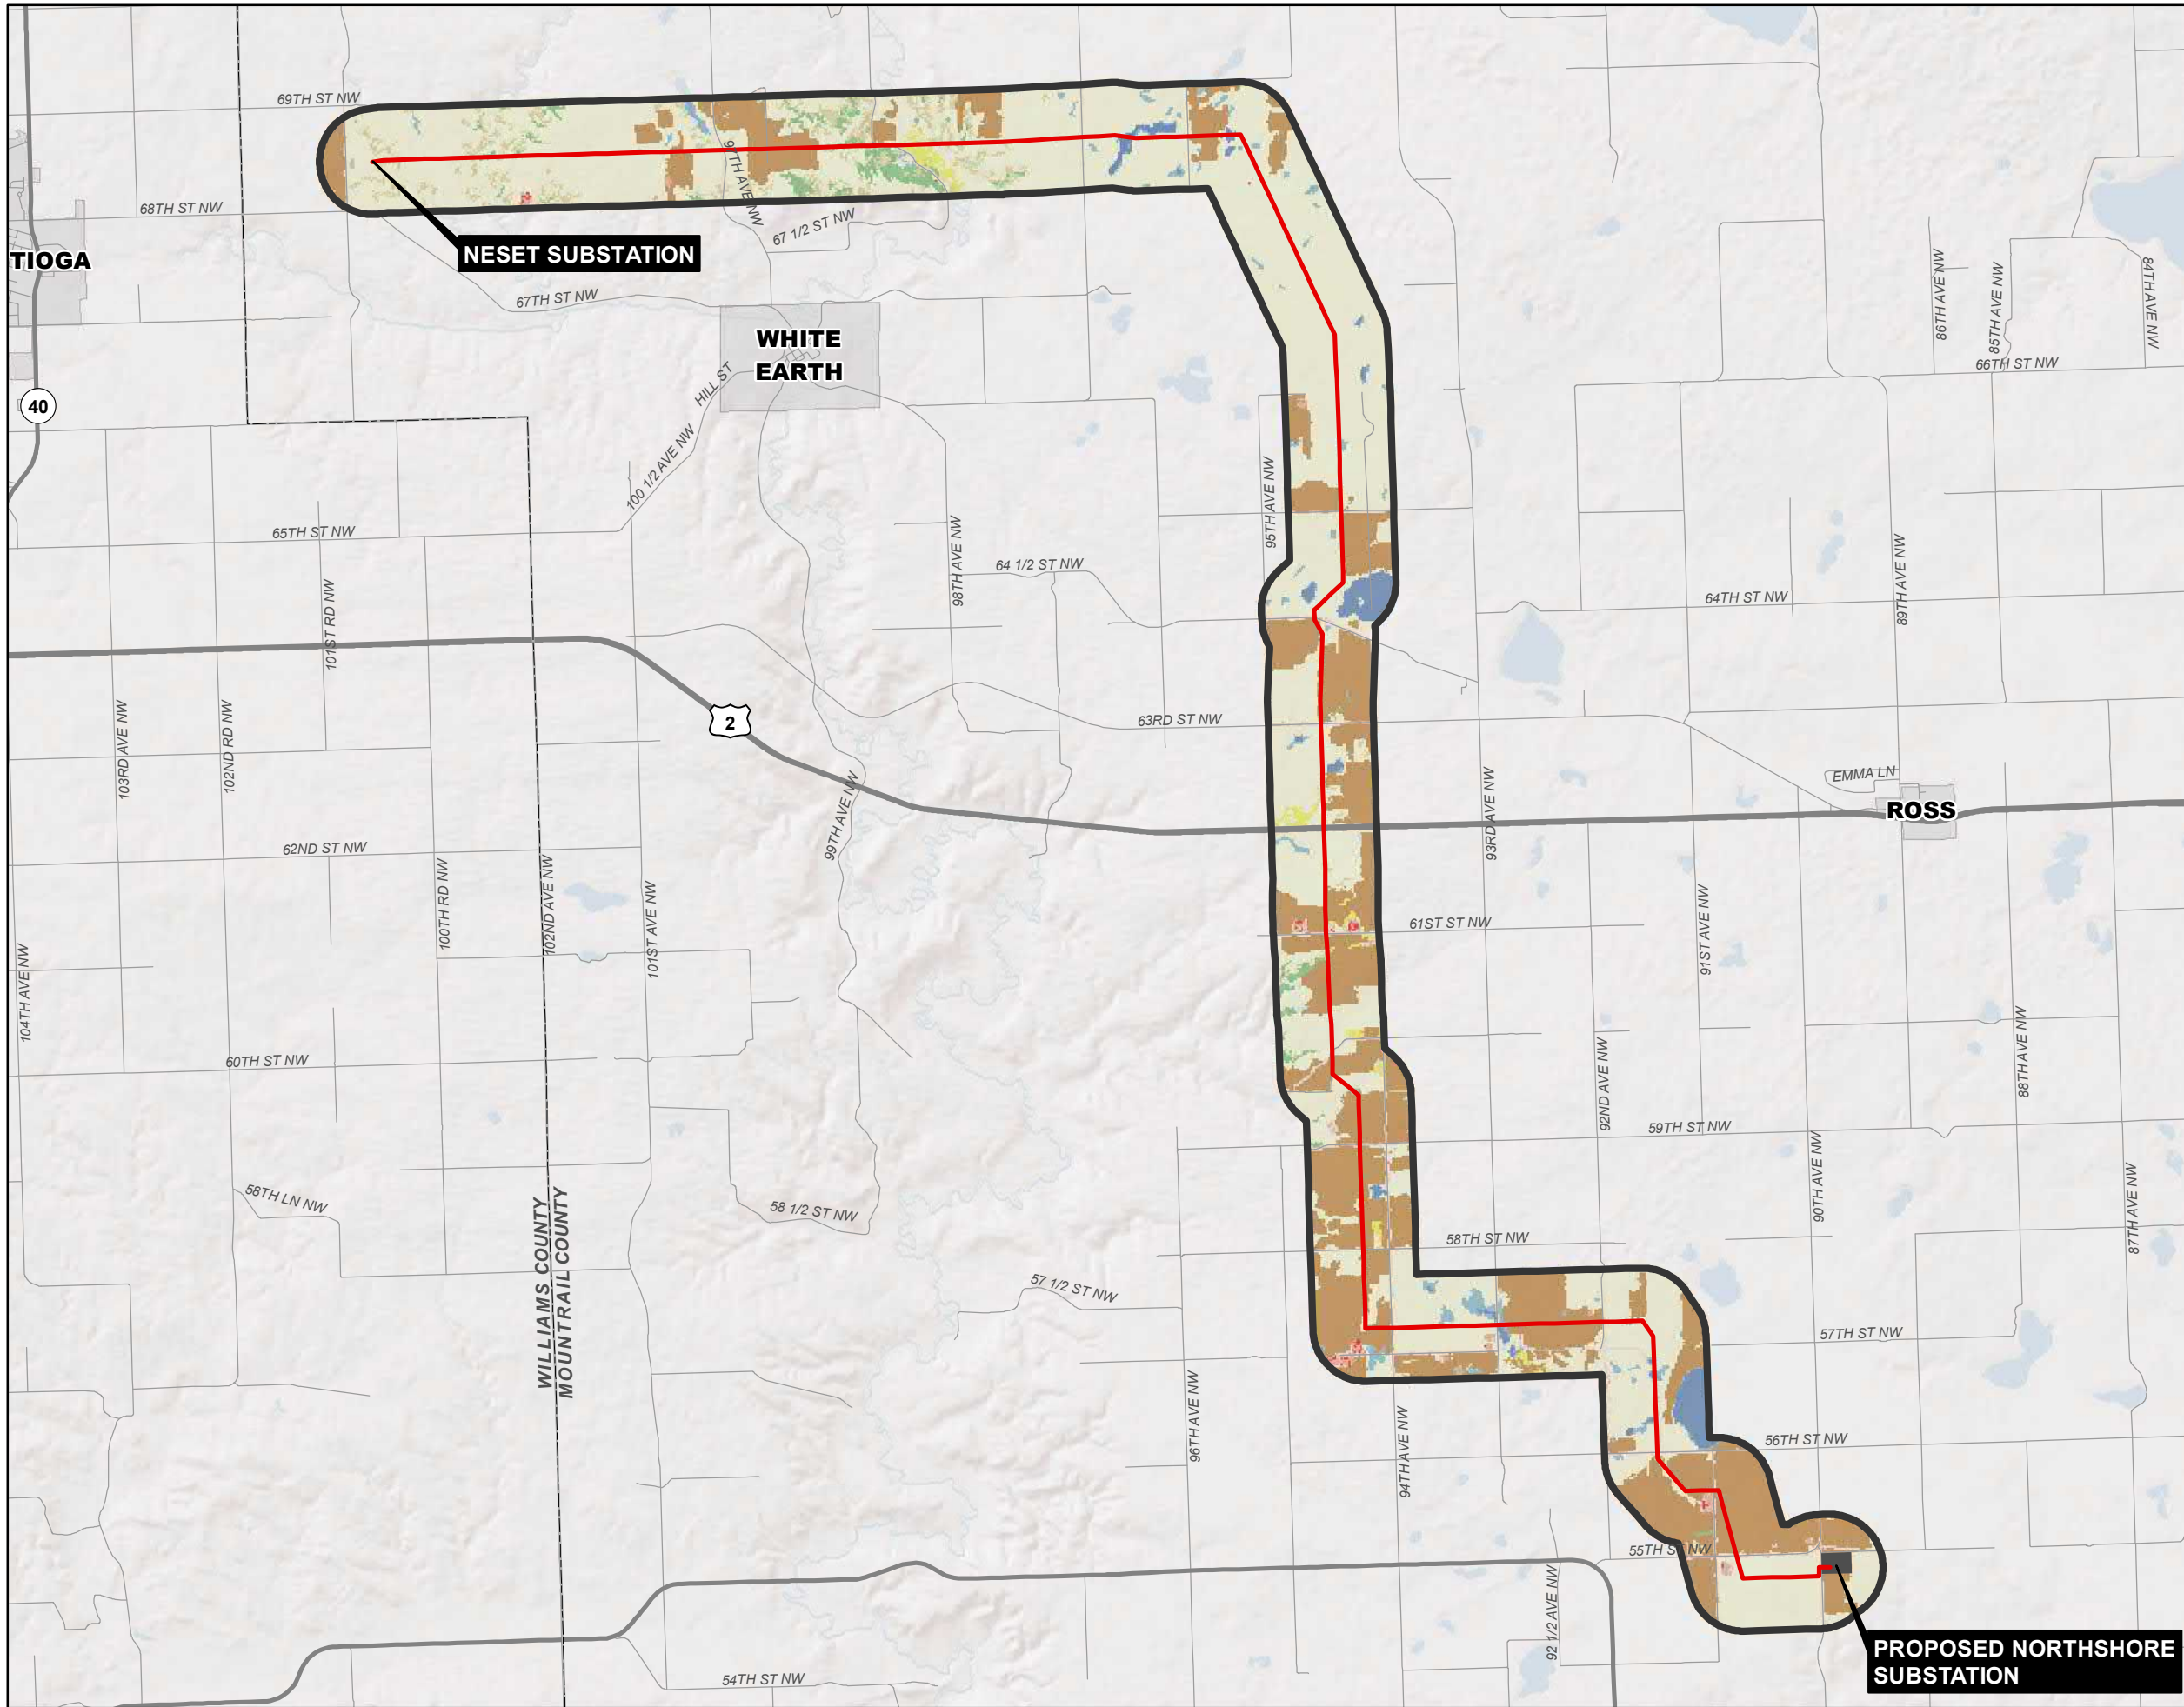 69TH ST NW
68TH ST NW
TIOGA
NESET SUBSTATION
97TH AVE NW
67 1/2 ST NW
67TH ST NW
WHITE
EARTH
HILL ST
100 1/2 AVE NW
40
86TH AVE NW
85TH AVE NW
84TH AVE NW
66TH ST NW
65TH ST NW
95TH AVE NW
98TH AVE NW
64 1/2 ST NW
64TH ST NW
89TH AVE NW
101ST RD NW
103RD AVE NW
102ND RD NW
2
63RD ST NW
93RD AVE NW
EMMA LN
ROSS
99TH AVE NW
62ND ST NW
100TH RD NW
102ND AVE NW
101ST AVE NW
61ST ST NW
91ST AVE NW
104TH AVE NW
60TH ST NW
92ND AVE NW
88TH AVE NW
59TH ST NW
90TH AVE NW
87TH AVE NW
58TH LN NW
58 1/2 ST NW
WILLIAMS COUNTY
MOUNTRAIL COUNTY
58TH ST NW
57 1/2 ST NW
57TH ST NW
96TH AVE NW
94TH AVE NW
56TH ST NW
55TH ST NW
92 1/2 AVE NW
54TH ST NW
PROPOSED NORTHSHORE
SUBSTATION